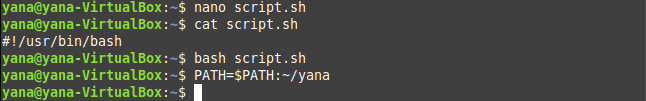 yana@yana-VirtualBox:~$ nano script.sh
yana@yana-VirtualBox:~$ cat script.sh
#!/usr/bin/bash
yana@yana-VirtualBox:~$ bash script.sh
yana@yana-VirtualBox:~$ PATH=$PATH:~/yana
yana@yana-VirtualBox:~$